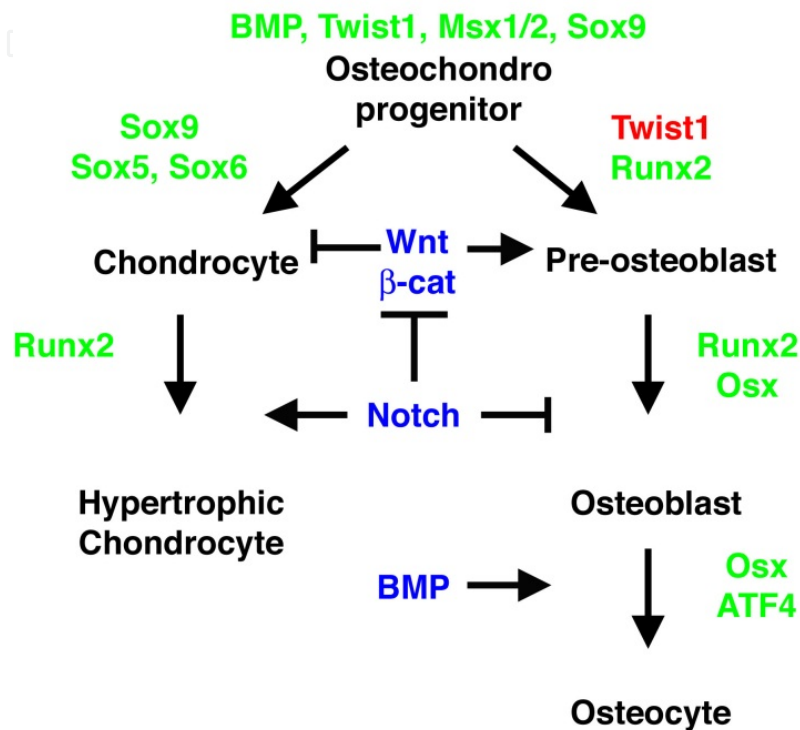 BMP, Twist1, Msx1/2, Sox9
Osteochondro
progenitor
Sox9
Sox5, Sox6
Twist1
Runx2
Chondrocyte
Wnt
β-cat
Pre-osteoblast
Runx2
Runx2
Osx
Notch
Hypertrophic
Chondrocyte
Osteoblast
BMP
Osx
ATF4
Osteocyte